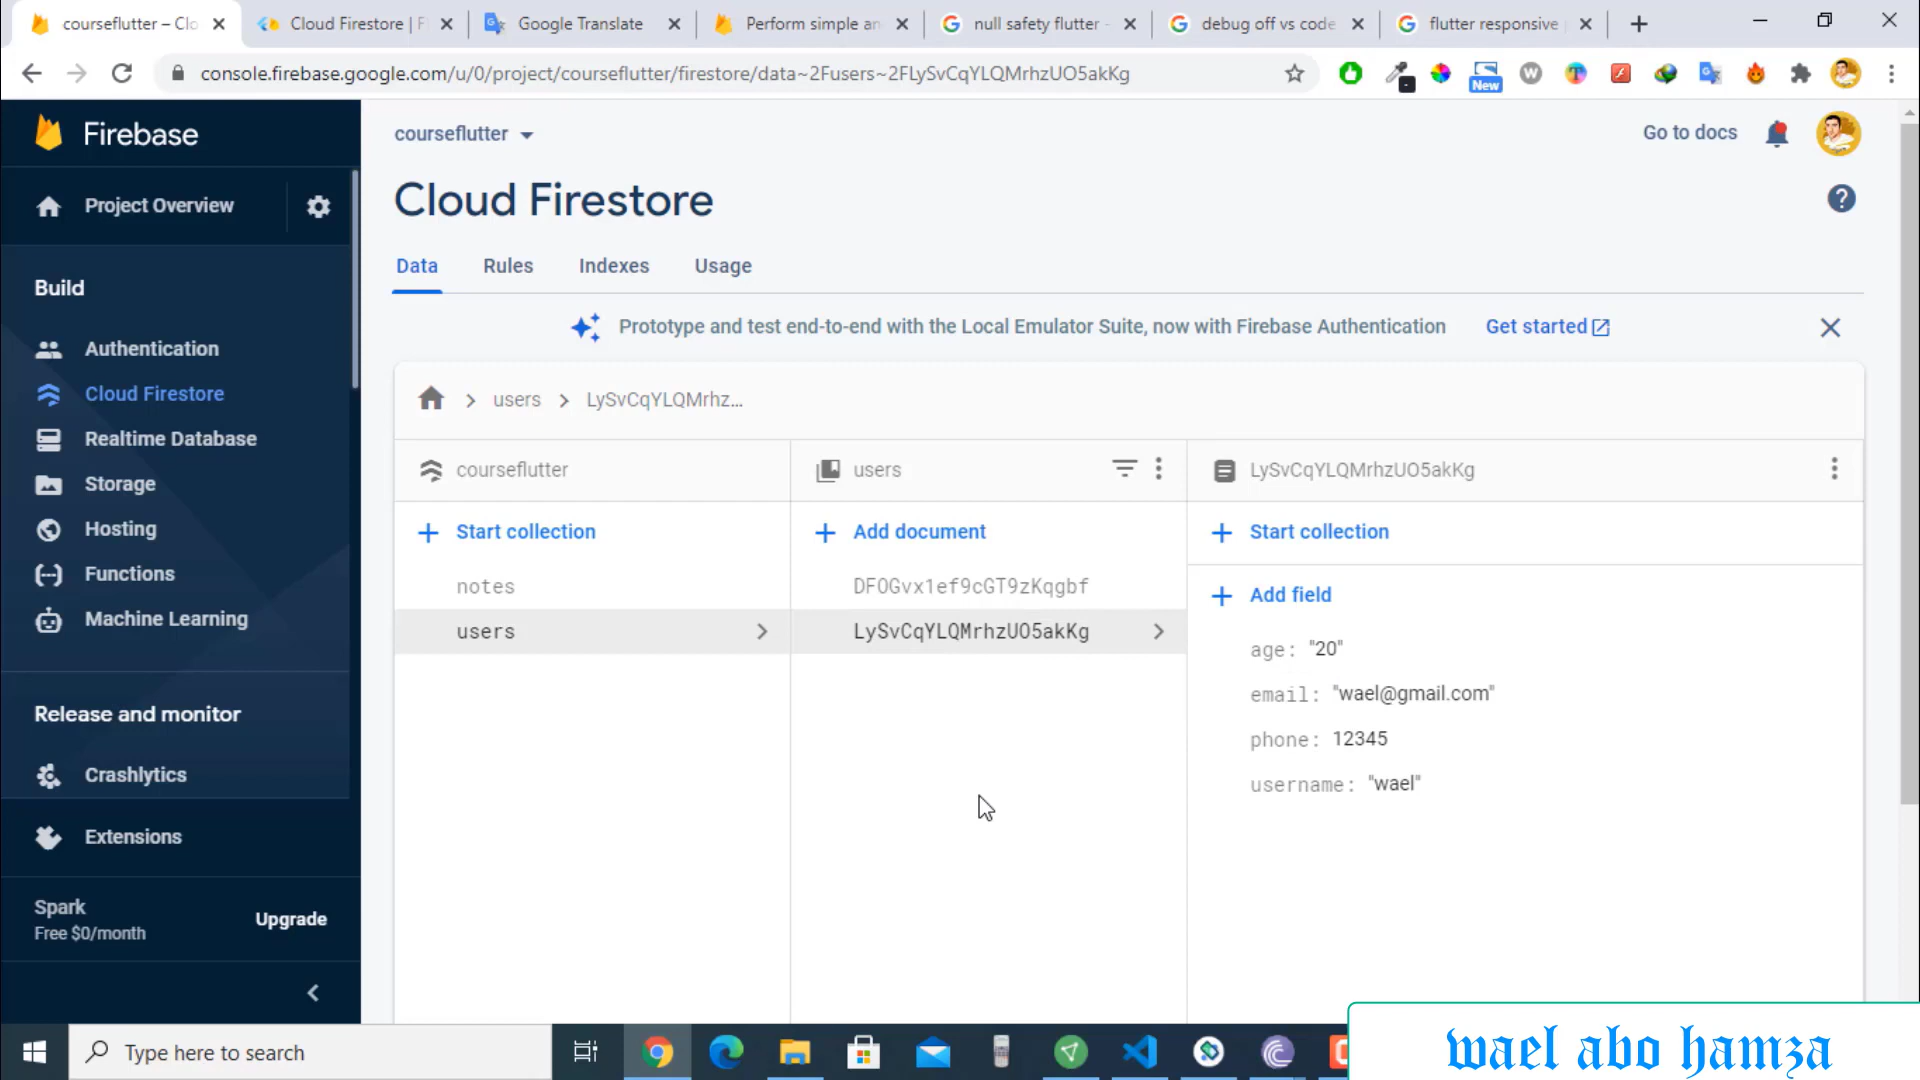 courseflutter – Clo
Cloud Firestore | F
Google Translate
Perform simple an
null safety flutter -
debug off vs code
flutter responsive
console.firebase.google.com/u/0/project/courseflutter/firestore/data~2Fusers~2FLySvCqYLQMrhzUO5akKg
New
Firebase
Project Overview
Build
Authentication
Cloud Firestore
Realtime Database
Storage
Hosting
Functions
Machine Learning
Release and monitor
Crashlytics
Extensions
Spark
Free $0/month
Upgrade
courseflutter
Go to docs
Cloud Firestore
Data Rules Indexes Usage
Prototype and test end-to-end with the Local Emulator Suite, now with Firebase Authentication Get started
users LySvCqYLQMrhz...
courseflutter
Start collection
notes
users
users
Add document
DFOGvx1ef9cGT9zKqgbf
LySvCqYLQMrhzUO5akKg
LySvCqYLQMrhzUO5akKg
Start collection
Add field
age: "20"
email: "wael@gmail.com"
phone: 12345
username: "wael"
Type here to search
wael abo hamza